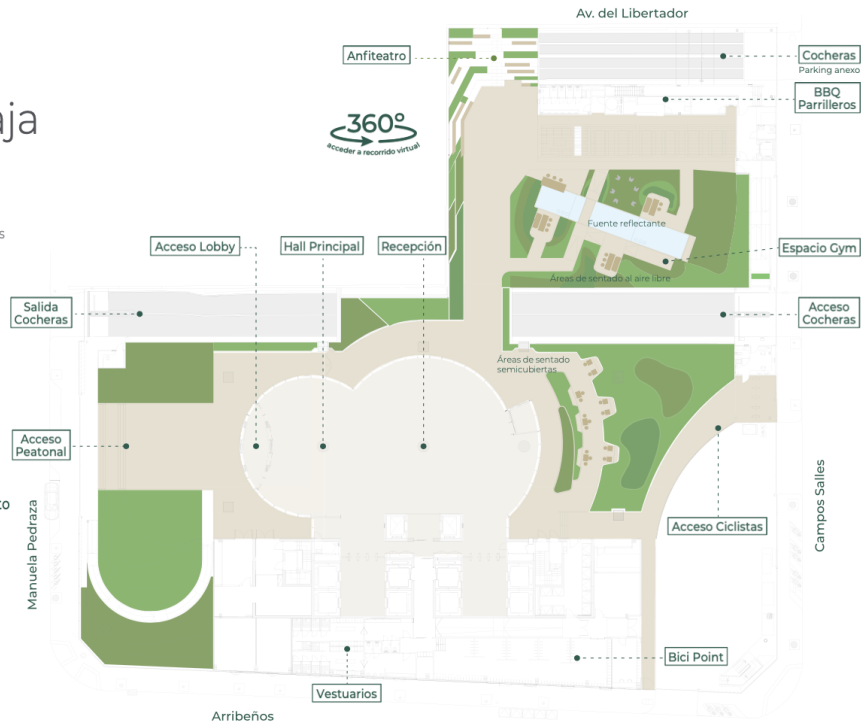 Av. del Libertador
Anfiteatro
Cocheras
Parking anexo
BBQ
Parrilleros
aja
360º
acceder a recorrido virtual
s
Fuente reflectante
Acceso Lobby
Hall Principal
Recepción
Espacio Gym
Áreas de sentado al aire libre
Salida
Cocheras
Acceso
Cocheras
Áreas de sentado
semicubiertas
Acceso
Peatonal
to
Manuela Pedraza
Campos Salles
Acceso Ciclistas
Bici Point
Vestuarios
Arribeños